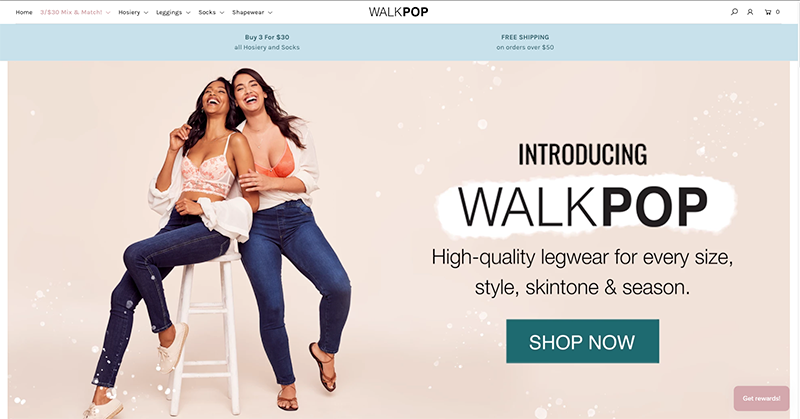 Home 3/$30 Mix & Match! Hosiery Leggings Socks Shapewear WALKPOP 0
Buy 3 For $30 FREE SHIPPING
all Hosiery and Socks on orders over $50
INTRODUCING
WALKPOP
High-quality legwear for every size,
style, skintone & season.
SHOP NOW
Get rewards!